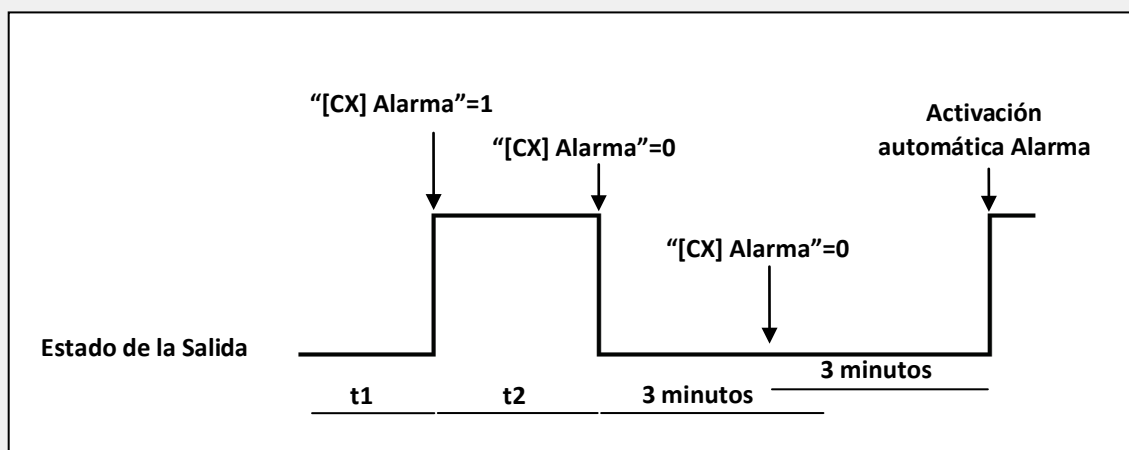 “[CX] Alarma”=1
“[CX] Alarma”=0
Activación
automática Alarma
“[CX] Alarma”=0
Estado de la Salida
t1
t2
3 minutos
3 minutos